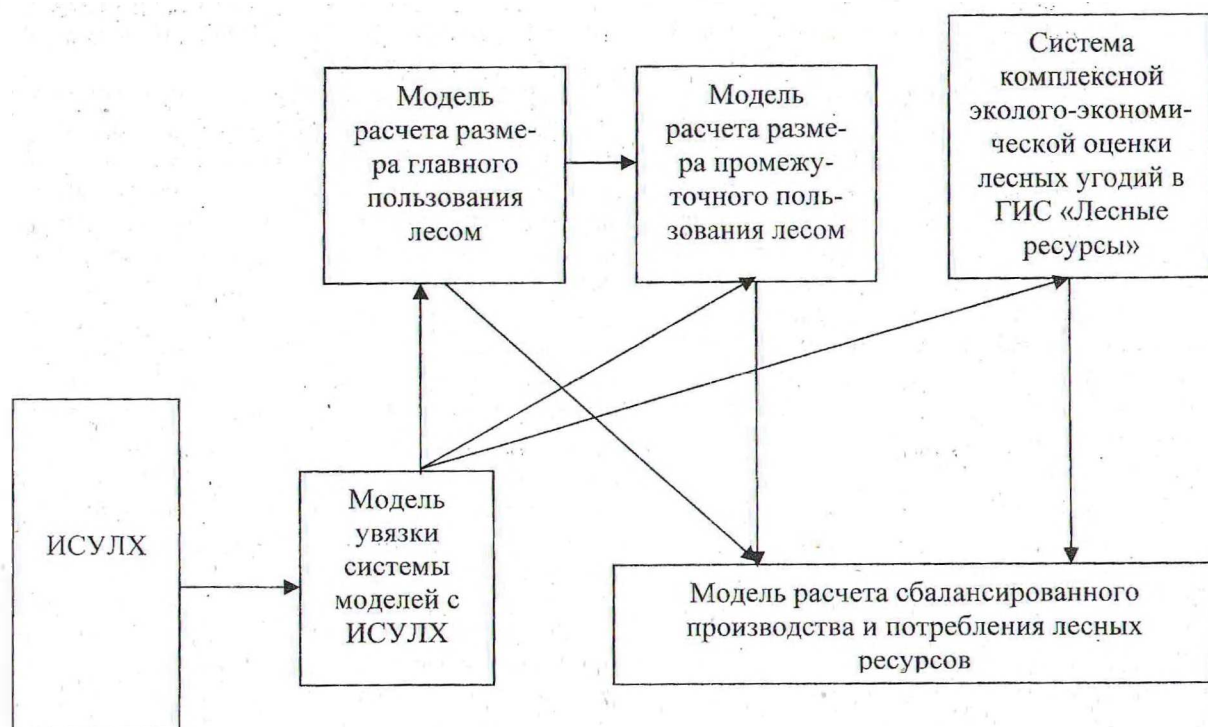 Модель
расчета разме-
ра главного
пользования
лесом
Модель
расчета разме-
ра промежу-
точного поль-
зования лесом
Система
комплексной
эколого-экономи-
ческой оценки
лесных угодий в
ГИС «Лесные
ресурсы»
ИСУЛХ
Модель
увязки
системы
моделей с
ИСУЛХ
Модель расчета сбалансированного
производства и потребления лесных
ресурсов